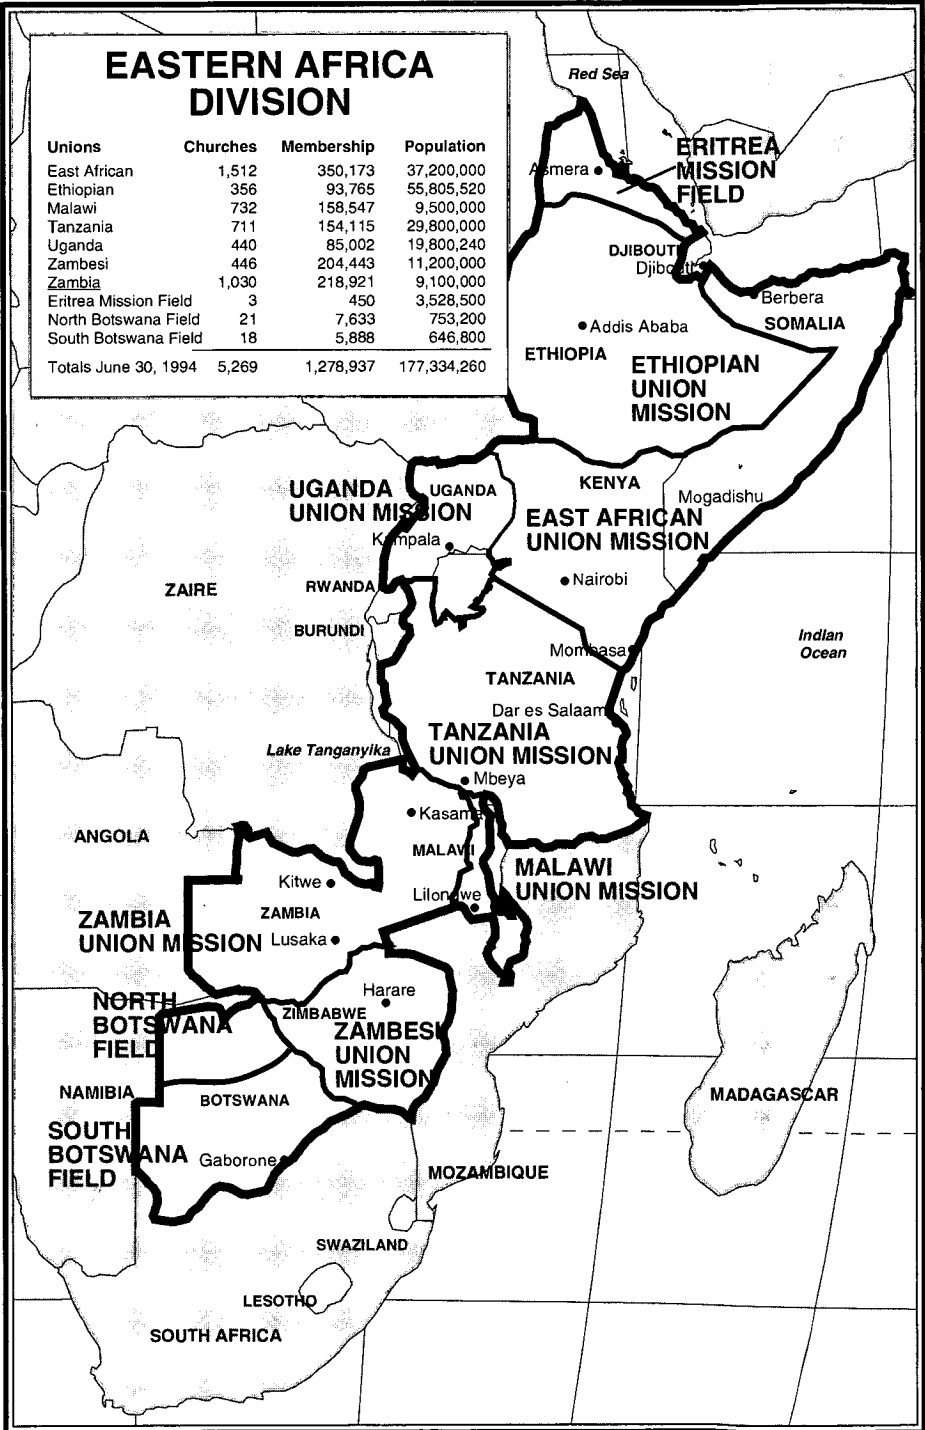 EASTERN AFRICA
DIVISION
Unions Churches Membership Population
East African 1,512 350,173 37,200,000
Ethiopian 356 93,765 55,805,520
Malawi 732 158,547 9,500,000
Tanzania 711 154,115 29,800,000
Uganda 440 85,002 19,800,240
Zambesi 446 204,443 11,200,000
Zambia 1,030 218,921 9,100,000
Eritrea Mission Field 3 450 3,528,500
North Botswana Field 21 7,633 753,200
South Botswana Field 18 5,888 646,800
Totals June 30, 1994 5,269 1,278,937 177,334,260
Red Sea
ERITREA
MISSION
FIELD
Asmera
DJIBOUTI
Djibouti
Berbera
SOMALIA
Addis Ababa
ETHIOPIA
ETHIOPIAN
UNION
MISSION
UGANDA
UNION MISSION
UGANDA
KENYA
Mogadishu
EAST AFRICAN
UNION MISSION
Kampala
Nairobi
ZAIRE
RWANDA
BURUNDI
Indian
Ocean
Mombasa
TANZANIA
Dar es Salaam
TANZANIA
UNION MISSION
Lake Tanganyika
Mbeya
Kasama
ANGOLA
MALAWI
MALAWI
UNION MISSION
Kitwe
Lilongwe
ZAMBIA
ZAMBIA
UNION MISSION
Lusaka
Harare
NORTH
BOTSWANA
FIELD
ZIMBABWE
ZAMBESI
UNION
MISSION
NAMIBIA
BOTSWANA
MADAGASCAR
SOUTH
BOTSWANA
FIELD
Gaborone
MOZAMBIQUE
SWAZILAND
LESOTHO
SOUTH AFRICA